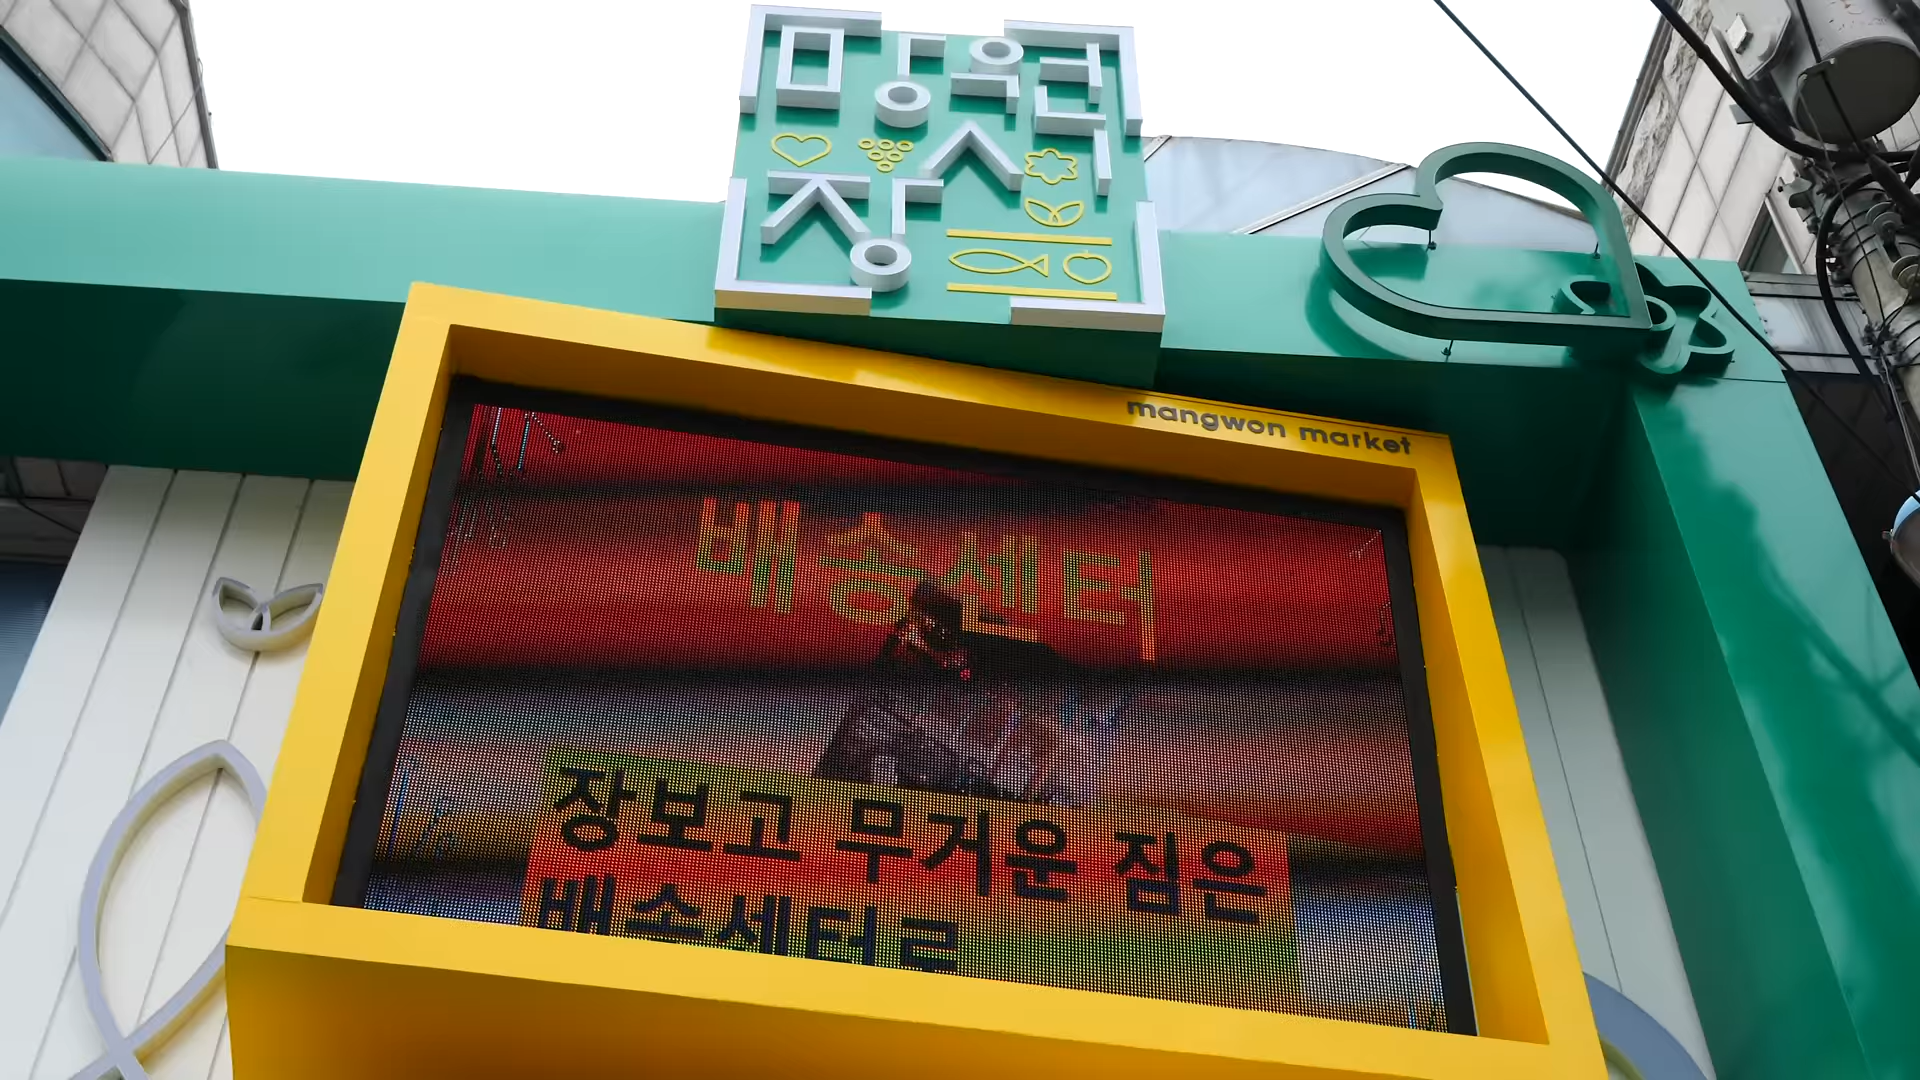 망원
시장
mangwon market
배송센터
장보고 무거운 짐은
배송센터로